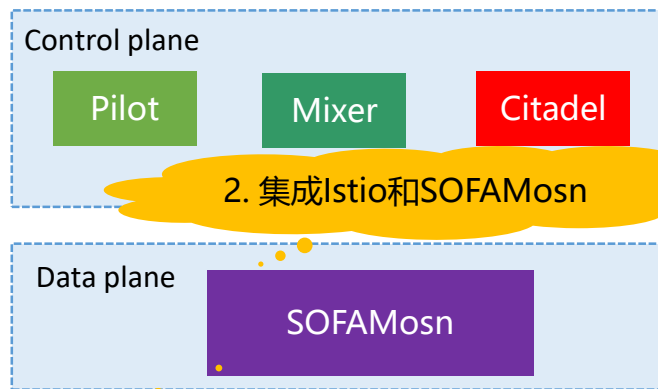 Control plane
Pilot
Mixer
Citadel
2. 集成Istio和SOFAMosn
Data plane
SOFAMosn